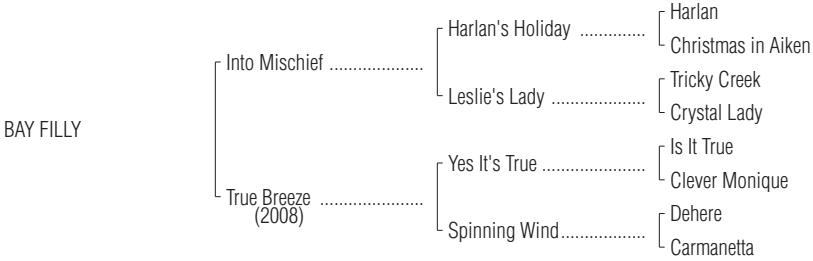 Harlan
Harlan's Holiday ..............
Christmas in Aiken
Into Mischief ....................
Tricky Creek
Leslie's Lady ....................
Crystal Lady
BAY FILLY
Is It True
Yes It's True ......................
Clever Monique
True Breeze ......................
(2008)
Dehere
Spinning Wind..................
Carmanetta